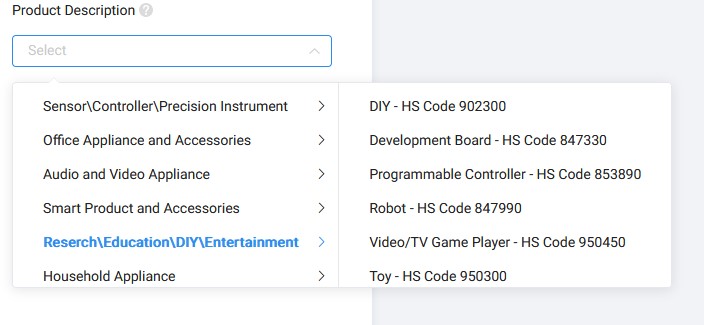 Product Description
Select
Sensor\Controller\Precision Instrument
Office Appliance and Accessories
Audio and Video Appliance
Smart Product and Accessories
Reserch\Education\DIY\Entertainment
Household Appliance
DIY - HS Code 902300
Development Board - HS Code 847330
Programmable Controller - HS Code 853890
Robot - HS Code 847990
Video/TV Game Player - HS Code 950450
Toy - HS Code 950300